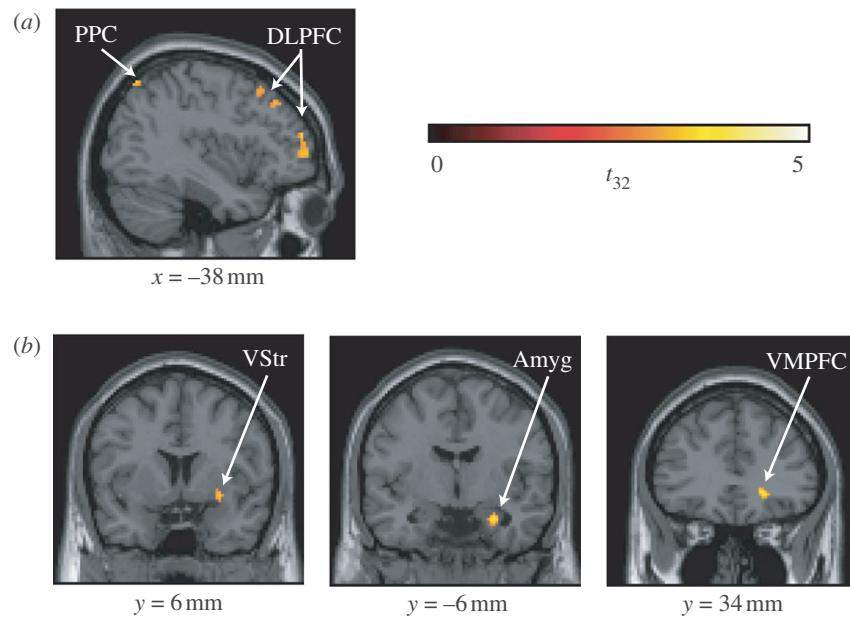 (a)
PPC
DLPFC
x = –38 mm
0
5
t32
(b)
VStr
Amyg
VMPFC
y = 6 mm
y = –6 mm
y = 34 mm